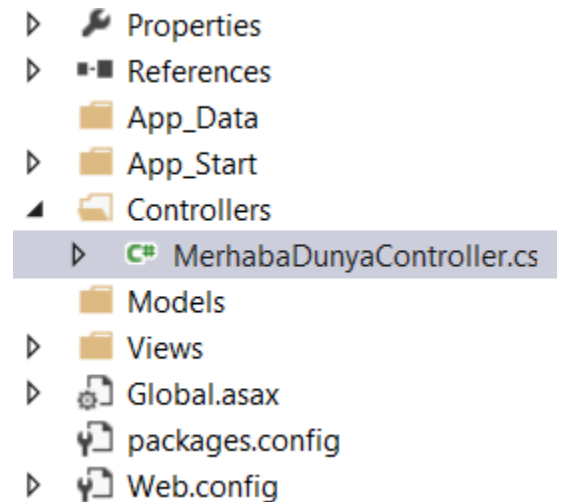 Properties
References
App_Data
App_Start
Controllers
C# MerhabaDunyaController.cs
Models
Views
Global.asax
packages.config
Web.config